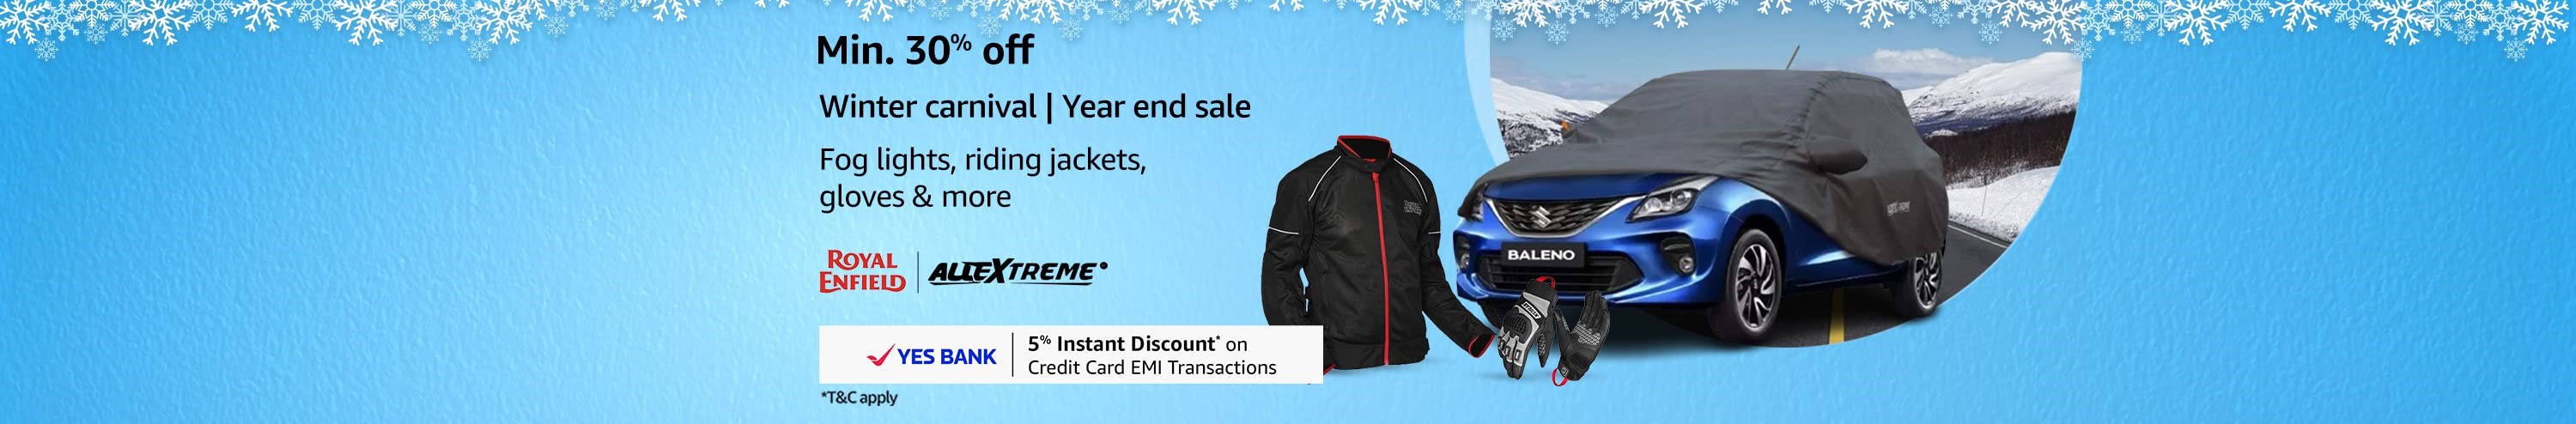 Min. 30% off
Winter carnival | Year end sale
Fog lights, riding jackets,
gloves & more
ROYAL
ENFIELD
ALLEXTREME
YES BANK
5% Instant Discount* on
Credit Card EMI Transactions
*T&C apply
BALENO